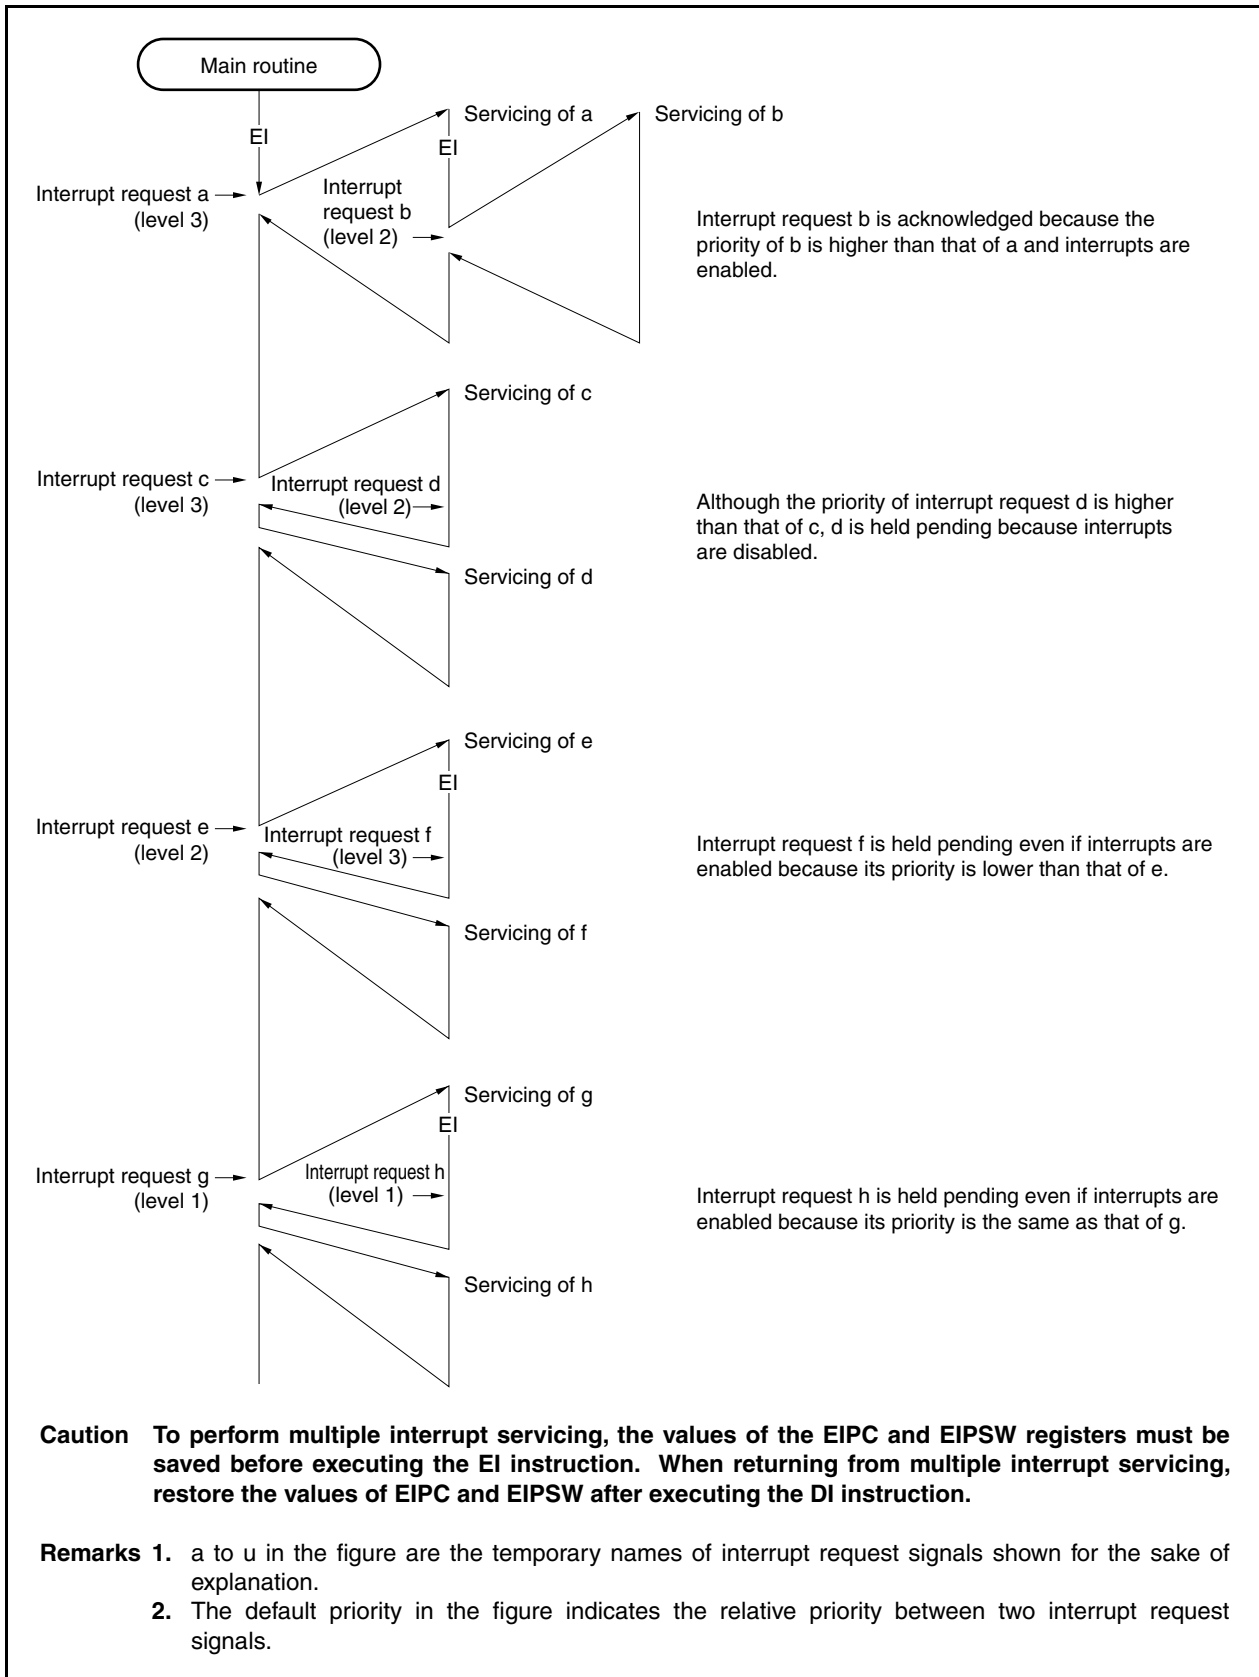 Main routine
EI
Servicing of a
Servicing of b
EI
Interrupt request a
(level 3)
Interrupt
request b
(level 2)
Interrupt request b is acknowledged because the
priority of b is higher than that of a and interrupts are
enabled.
Servicing of c
Interrupt request c
(level 3)
Interrupt request d
(level 2)
Although the priority of interrupt request d is higher
than that of c, d is held pending because interrupts
are disabled.
Servicing of d
Servicing of e
EI
Interrupt request e
(level 2)
Interrupt request f
(level 3)
Interrupt request f is held pending even if interrupts are
enabled because its priority is lower than that of e.
Servicing of f
Servicing of g
EI
Interrupt request g
(level 1)
Interrupt request h
(level 1)
Interrupt request h is held pending even if interrupts are
enabled because its priority is the same as that of g.
Servicing of h
Caution To perform multiple interrupt servicing, the values of the EIPC and EIPSW registers must be
saved before executing the EI instruction. When returning from multiple interrupt servicing,
restore the values of EIPC and EIPSW after executing the DI instruction.
Remarks 1. a to u in the figure are the temporary names of interrupt request signals shown for the sake of
explanation.
2. The default priority in the figure indicates the relative priority between two interrupt request
signals.